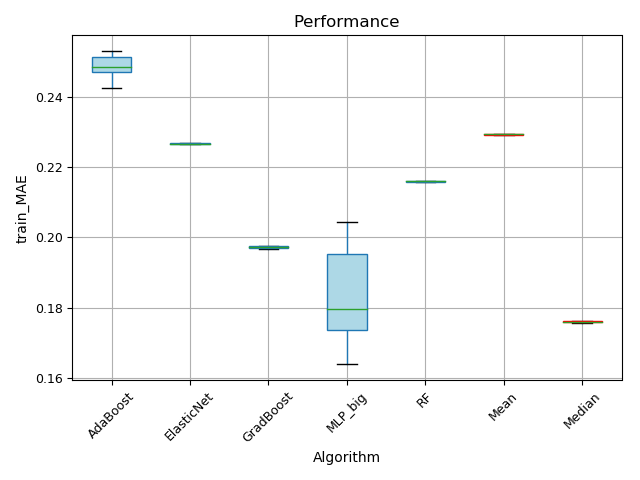 Performance
train_MAE
0.24
0.22
0.20
0.18
0.16
AdaBoost
ElasticNet
GradBoost
MLP_big
RF
Mean
Median
Algorithm